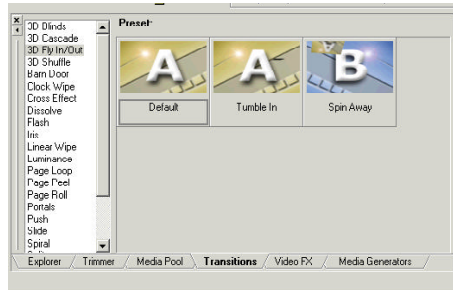 Preset:
3D Blinds
3D Cascade
3D Fly In/Out
3D Shuffle
Barn Door
Clock Wipe
Cross Effect
Dissolve
Flash
Iris
Linear Wipe
Luminance
Page Loop
Page Peel
Page Roll
Portals
Push
Slide
Spiral
A
A
B
Default
Tumble In
Spin Away
Explorer
Trimmer
Media Pool
Transitions
Video FX
Media Generators